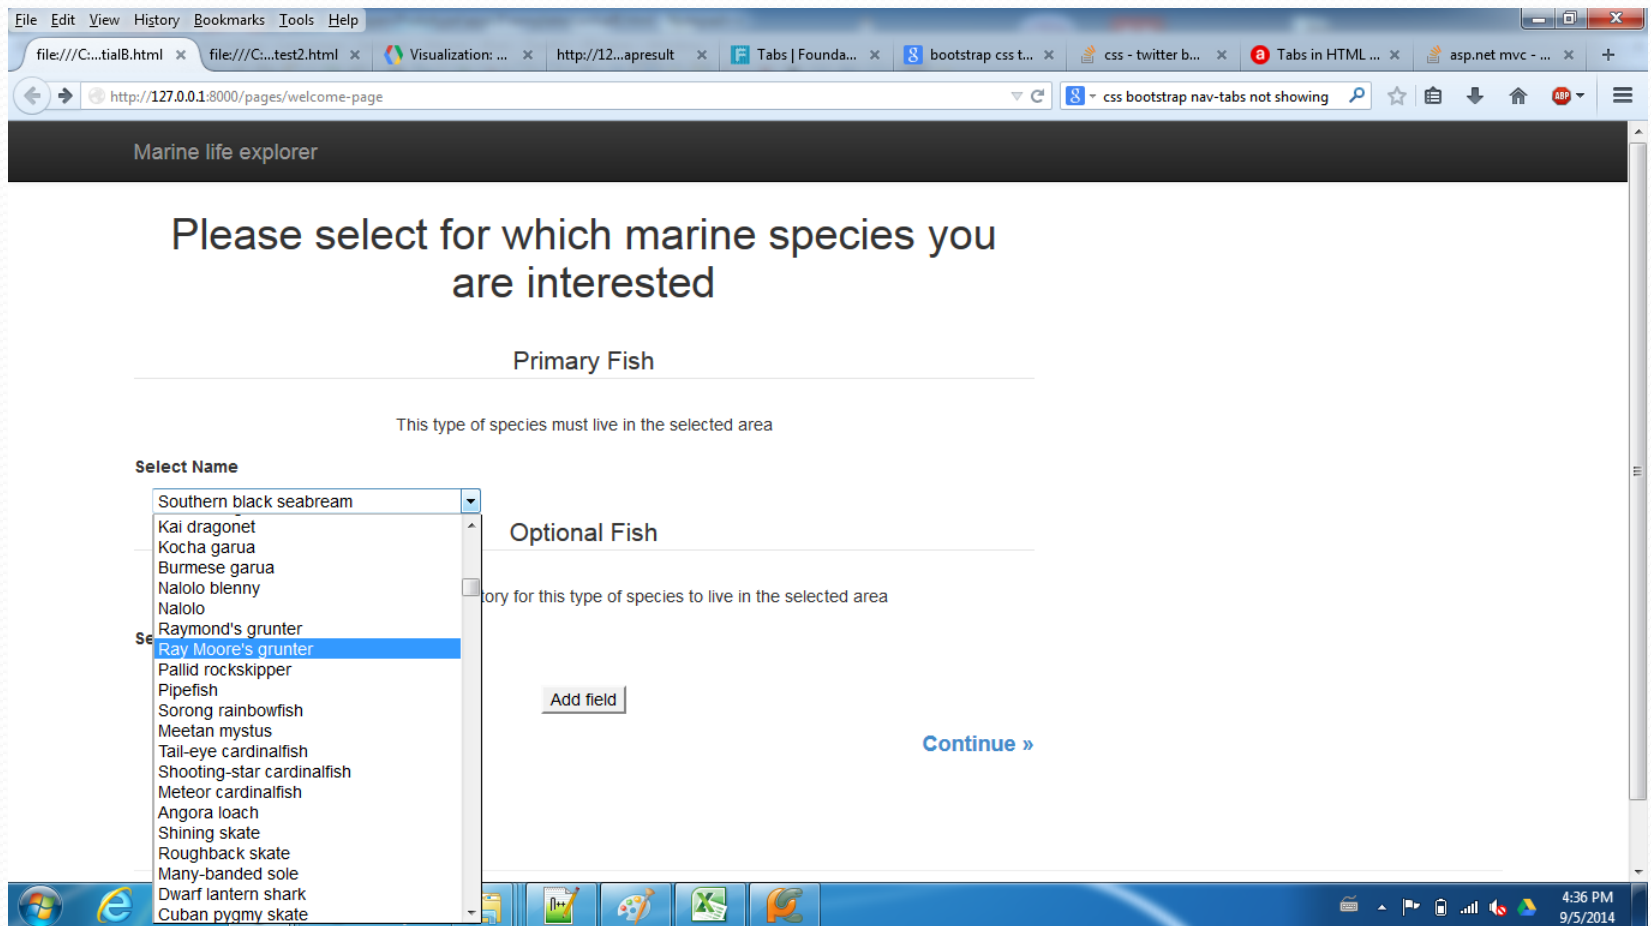 File Edit View History Bookmarks Tools Help
file:///C:...tialB.html × file:///C:...test2.html × Visualization: ... × http://12...apresult × Tabs | Founda... × bootstrap css t... × css - twitter b... × Tabs in HTML ... × asp.net mvc - ... × +
http://127.0.0.1:8000/pages/welcome-page
css bootstrap nav-tabs not showing
ABP
Marine life explorer
Please select for which marine species you
are interested
Primary Fish
This type of species must live in the selected area
Select Name
Southern black seabream
Optional Fish
tory for this type of species to live in the selected area
Se
Kai dragonet
Kocha garua
Burmese garua
Nalolo blenny
Nalolo
Raymond's grunter
Ray Moore's grunter
Pallid rockskipper
Pipefish
Sorong rainbowfish
Meetan mystus
Tail-eye cardinalfish
Shooting-star cardinalfish
Meteor cardinalfish
Angora loach
Shining skate
Roughback skate
Many-banded sole
Dwarf lantern shark
Cuban pygmy skate
Add field
Continue »
4:36 PM
9/5/2014